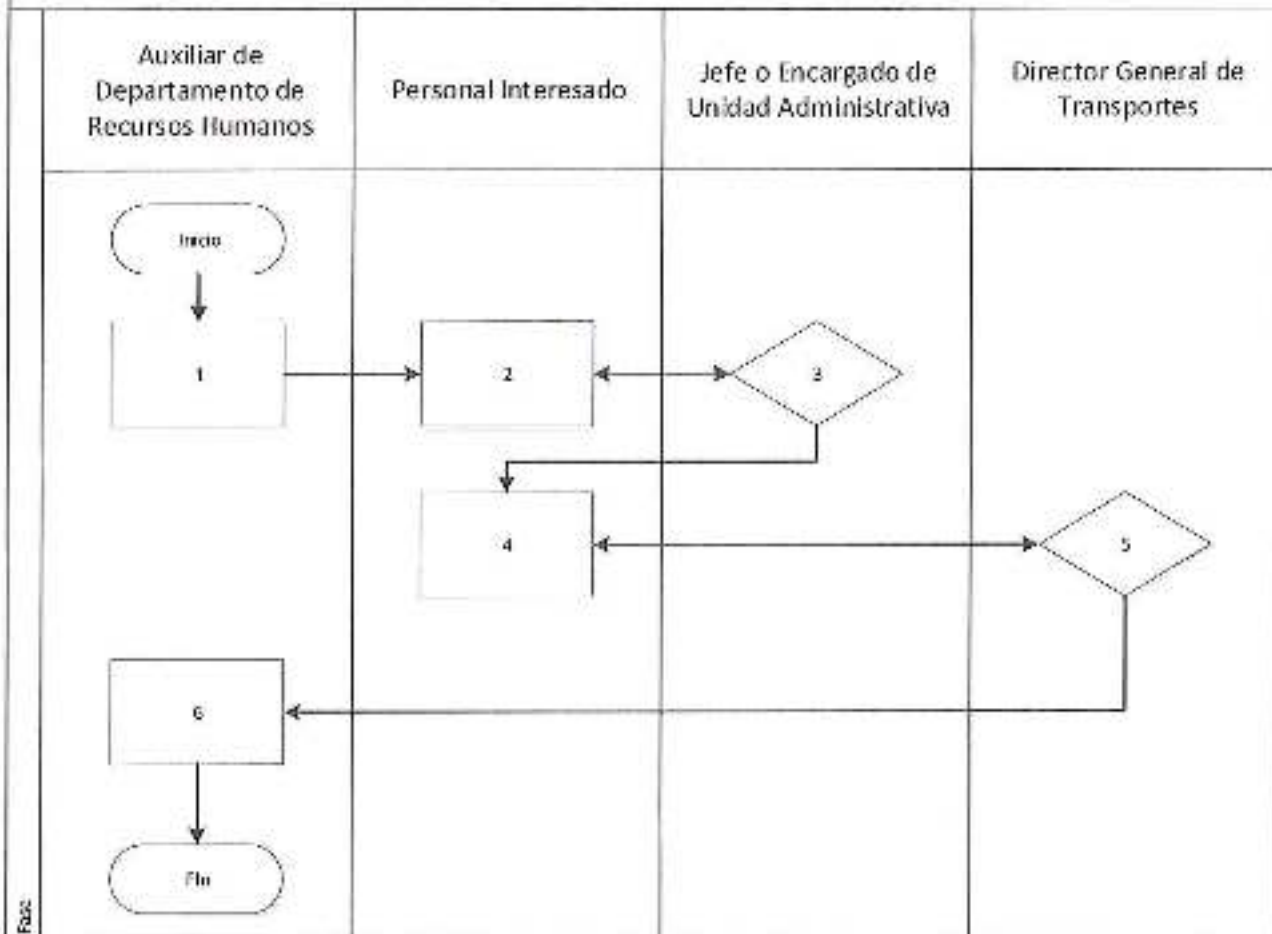 Auxiliar de
Departamento de
Recursos Humanos
Personal Interesado
Jefe o Encargado de
Unidad Administrativa
Director General de
Transportes
Inicio
1
2
3
4
5
6
Fin
Fase